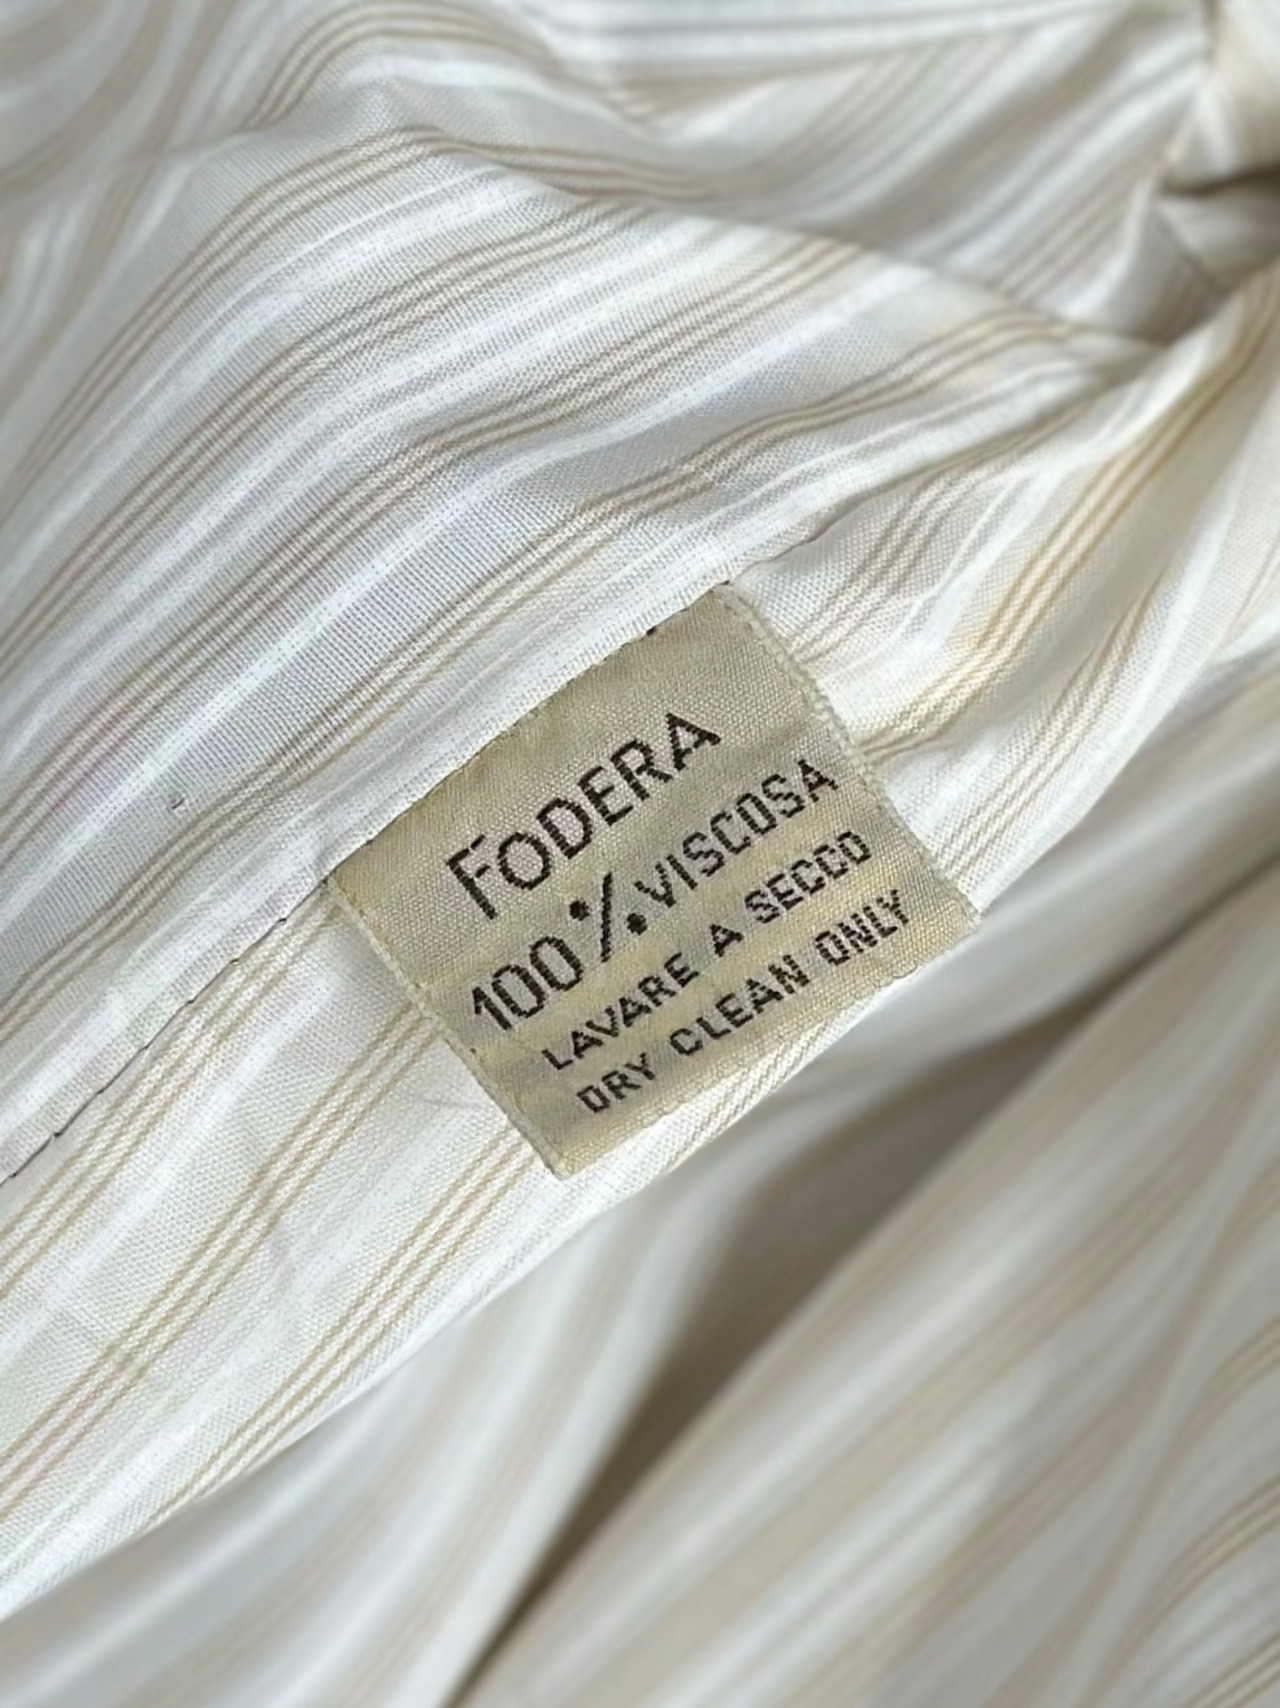 FODERA
100% VISCOSA
LAVARE A SECCO
DRY CLEAN ONLY